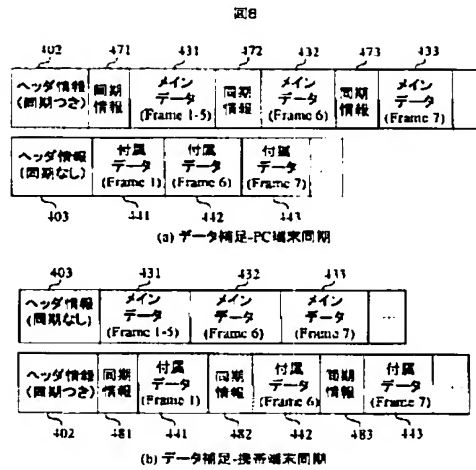 図8
402 471 431 472 432 473 433
ヘッダ情報 同期 メイン 同期 メイン 同期 メイン
(同期つき) 情報 データ 情報 データ 情報 データ
(Frame 1-5) (Frame 6) (Frame 7)
ヘッダ情報 付属 付属 付属
(同期なし) データ データ データ
(Frame 1) (Frame 6) (Frame 7)
403 441 442 443
(a) データ補足-PC端末同期
403 431 432 433
ヘッダ情報 メイン メイン メイン
(同期なし) データ データ データ ...
(Frame 1-5) (Frame 6) (Frame 7)
ヘッダ情報 同期 付属 同期 付属 同期 付属
(同期つき) 情報 データ 情報 データ 情報 データ
(Frame 1) (Frame 6) (Frame 7)
402 481 441 482 442 483 443
(b) データ補足-携帯端末同期